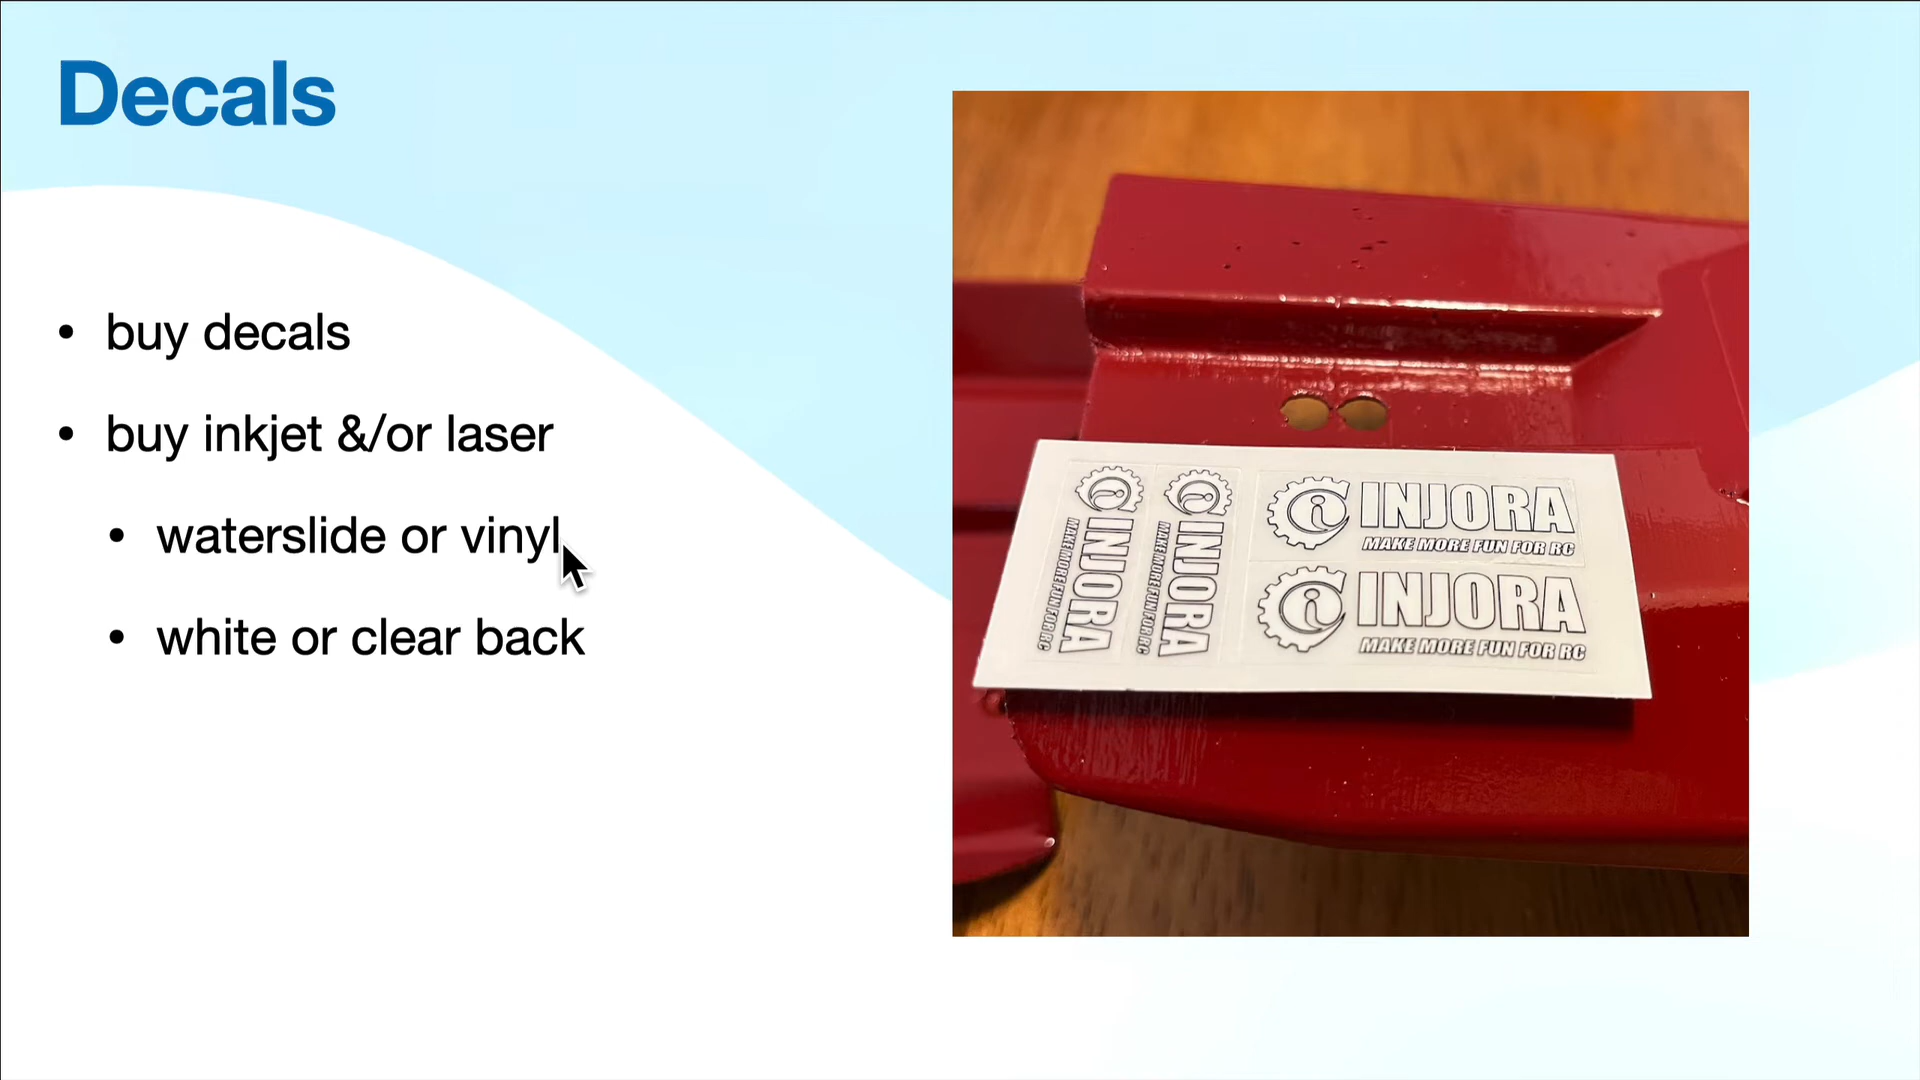 Decals
• buy decals
• buy inkjet &/or laser
• waterslide or vinyl
• white or clear back
INJORA
MAKE MORE FUN FOR RC
INJORA
MAKE MORE FUN FOR RC
INJORA
MAKE MORE FUN FOR RC
INJORA
MAKE MORE FUN FOR RC